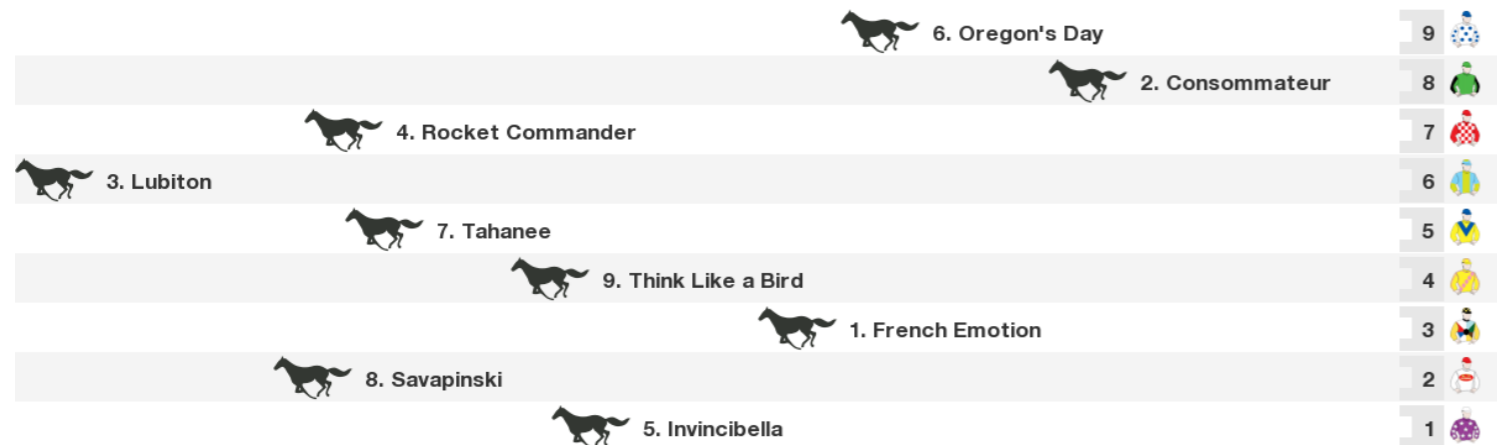 6. Oregon's Day 9
2. Consommateur 8
4. Rocket Commander 7
3. Lubiton 6
7. Tahanee 5
9. Think Like a Bird 4
1. French Emotion 3
8. Savapinski 2
5. Invincibella 1